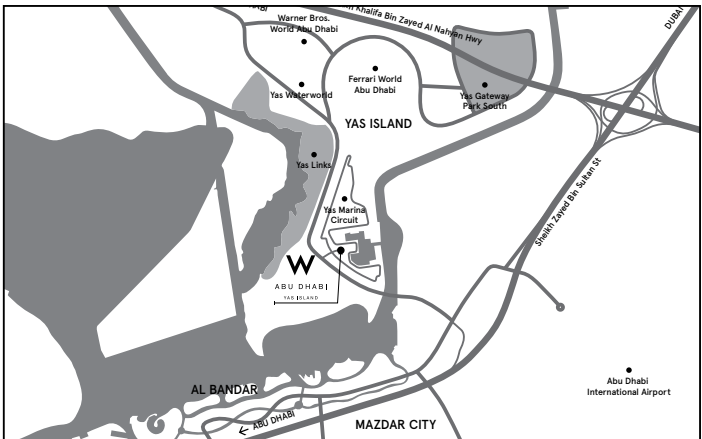 BI
Warner Bros.
World Abu Dhabi
h Khalifa Bin Zayed Al Nahyan Hwy
DUBAI
Ferrari World
Abu Dhabi
Yas Waterworld
Yas Gateway
Park South
YAS ISLAND
Yas Links
Sheikh Zayed Bin Sultan St
Yas Marina
Circuit
W
ABU DHABI
YAS ISLAND
Abu Dhabi
International Airport
AL BANDAR
← ABU DHABI
MAZDAR CITY